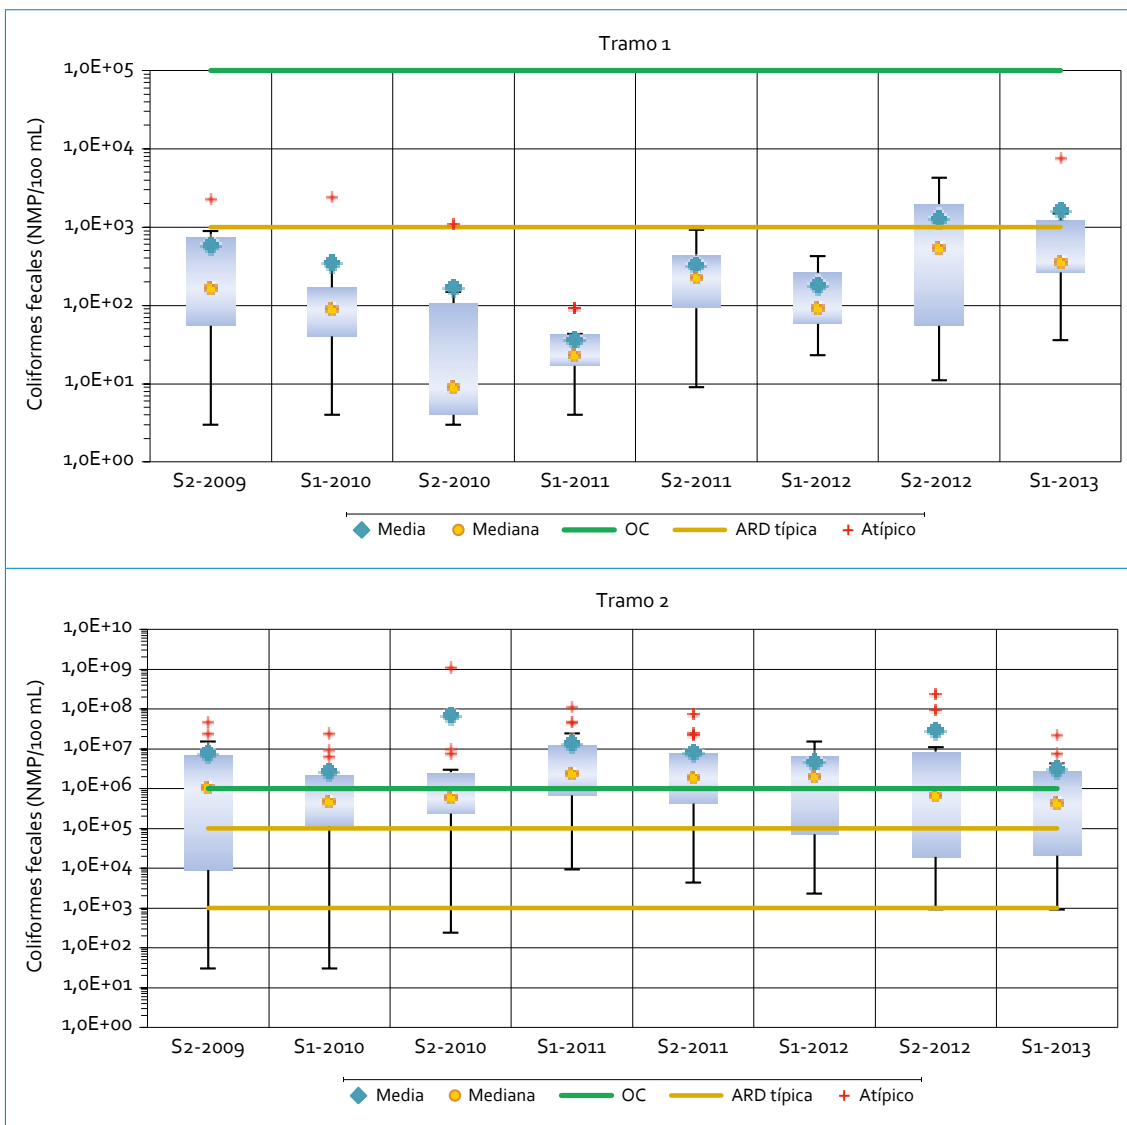 Tramo 1
Coliformes fecales (NMP/100 mL)
1,0E+05
1,0E+04
1,0E+03
1,0E+02
1,0E+01
1,0E+00
S2-2009 S1-2010 S2-2010 S1-2011 S2-2011 S1-2012 S2-2012 S1-2013
Media Mediana OC ARD típica Atípico
Tramo 2
Coliformes fecales (NMP/100 mL)
1,0E+10
1,0E+09
1,0E+08
1,0E+07
1,0E+06
1,0E+05
1,0E+04
1,0E+03
1,0E+02
1,0E+01
1,0E+00
S2-2009 S1-2010 S2-2010 S1-2011 S2-2011 S1-2012 S2-2012 S1-2013
Media Mediana OC ARD típica Atípico